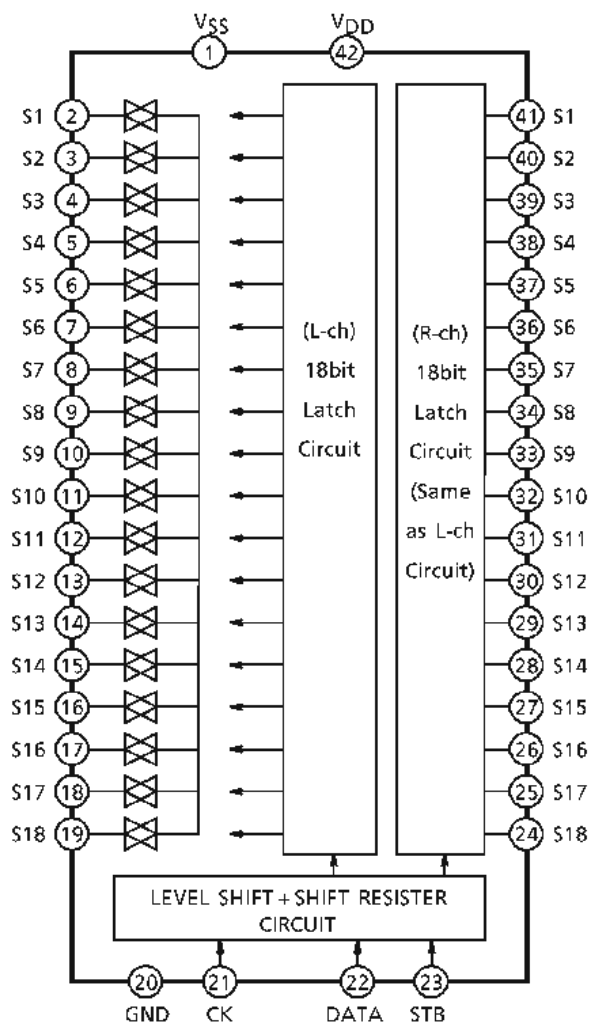 VSS VDD
1 42
S1 2 41 S1
S2 3 40 S2
S3 4 39 S3
S4 5 38 S4
S5 6 37 S5
S6 7 36 S6
S7 8 35 S7
S8 9 34 S8
S9 10 33 S9
S10 11 32 S10
S11 12 31 S11
S12 13 30 S12
S13 14 29 S13
S14 15 28 S14
S15 16 27 S15
S16 17 26 S16
S17 18 25 S17
S18 19 24 S18
(L-ch)
18bit
Latch
Circuit
(R-ch)
18bit
Latch
Circuit
(Same
as L-ch
Circuit)
LEVEL SHIFT + SHIFT RESISTER
CIRCUIT
20 21 22 23
GND CK DATA STB